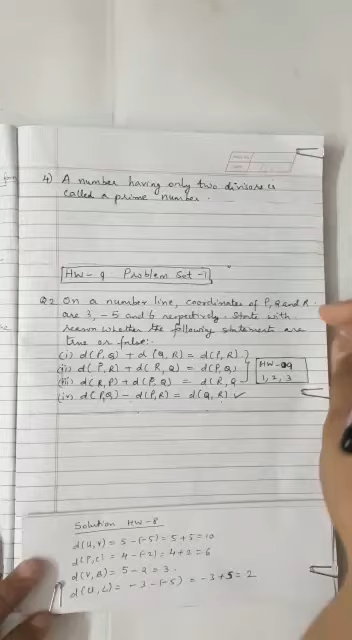 4) A number having only two divisors is
called a prime number.
HW-9 Problem Set-1
Q2 On a number line, coordinates of P, Q and R
are 3, -5 and 6 respectively. State with
reason whether the following statements are
true or false:-
(i) d(P,Q) + d(Q,R) = d(P,R)
(ii) d(P,R) + d(R,Q) = d(P,Q)
(iii) d(R,P) + d(P,Q) = d(R,Q)
(iv) d(P,Q) - d(P,R) = d(Q,R) ✓
HW-09
1, 2, 3
Solution HW-8
d(U,V) = 5-(-5) = 5+5 = 10
d(P,C) = 4-(-2) = 4+2 = 6
d(V,B) = 5-2 = 3.
d(U,L) = -3-(-5) = -3+5 = 2